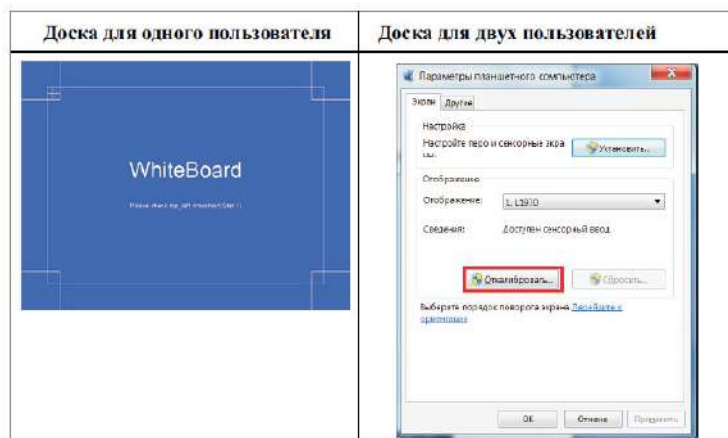 Доска для одного пользователя
Доска для двух пользователей
WhiteBoard
Параметры планшетного компьютера
Экран Другие
Настройка
Настройте перо и сенсорные экра
ны.
Установить...
Отображение
Отображение:
1. L1970
Сведения:
Доступен сенсорный ввод
Откалибровать...
Сбросить...
Выберите порядок поворота экрана. Перейдите к
ориентации
OK
Отмена
Применить